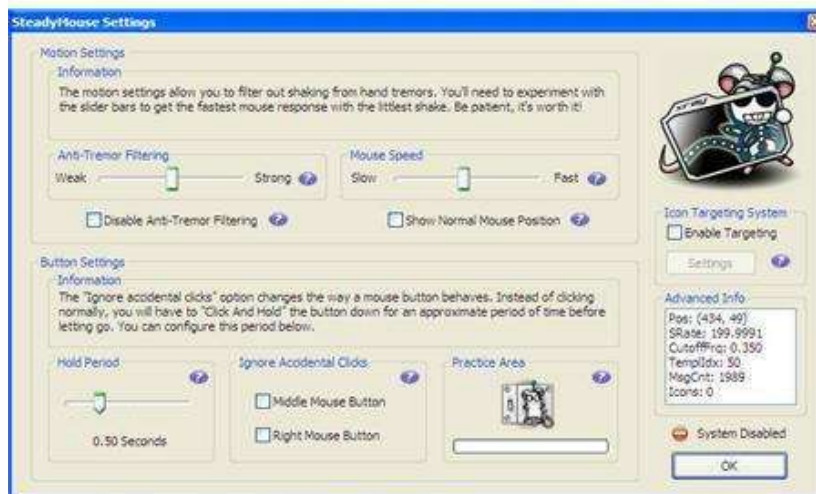 SteadyMouse Settings
Motion Settings
Information
The motion settings allow you to filter out shaking from hand tremors. You'll need to experiment with
the slider bars to get the fastest mouse response with the littlest shake. Be patient, it's worth it!
Anti-Tremor Filtering
Weak Strong ?
Mouse Speed
Slow Fast ?
Disable Anti-Tremor Filtering ?
Show Normal Mouse Position ?
Button Settings
Information
The "Ignore accidental clicks" option changes the way a mouse button behaves. Instead of clicking
normally, you will have to "Click And Hold" the button down for an approximate period of time before
letting go. You can configure this period below.
Hold Period
?
0.50 Seconds
Ignore Accidental Clicks
?
Middle Mouse Button
Right Mouse Button
Practice Area
?
Icon Targeting System
Enable Targeting
Settings ?
Advanced Info
Pos: (434, 49)
SRate: 199.9991
CutoffFrq: 0.350
TemplIdx: 50
MsgCnt: 1989
Icons: 0
System Disabled
OK